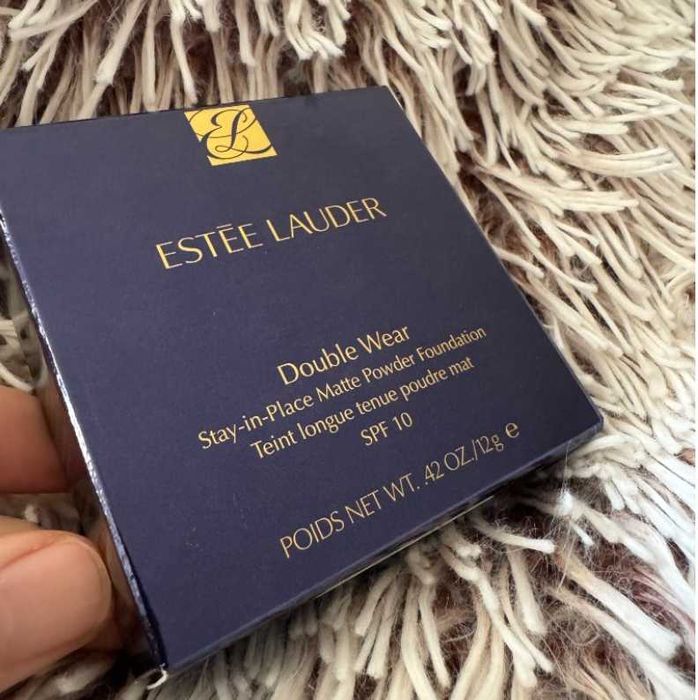 EL
ESTĒE LAUDER
Double Wear
Stay-in-Place Matte Powder Foundation
Teint longue tenue poudre mat
SPF 10
POIDS NET WT. .42 OZ./12g e